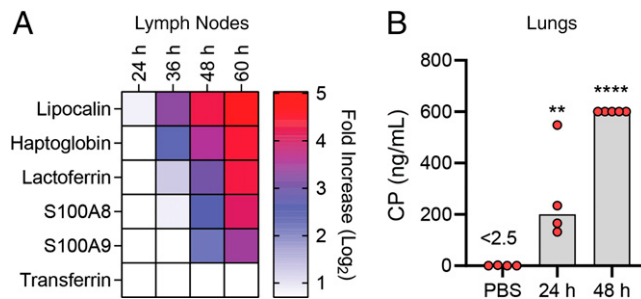 A
Lymph Nodes
24 h
36 h
48 h
60 h
Lipocalin
Haptoglobin
Lactoferrin
S100A8
S100A9
Transferrin
5
4
3
2
1
Fold Increase (Log2)
B
Lungs
CP (ng/mL)
800
600
400
200
0
<2.5
**
****
PBS
24 h
48 h